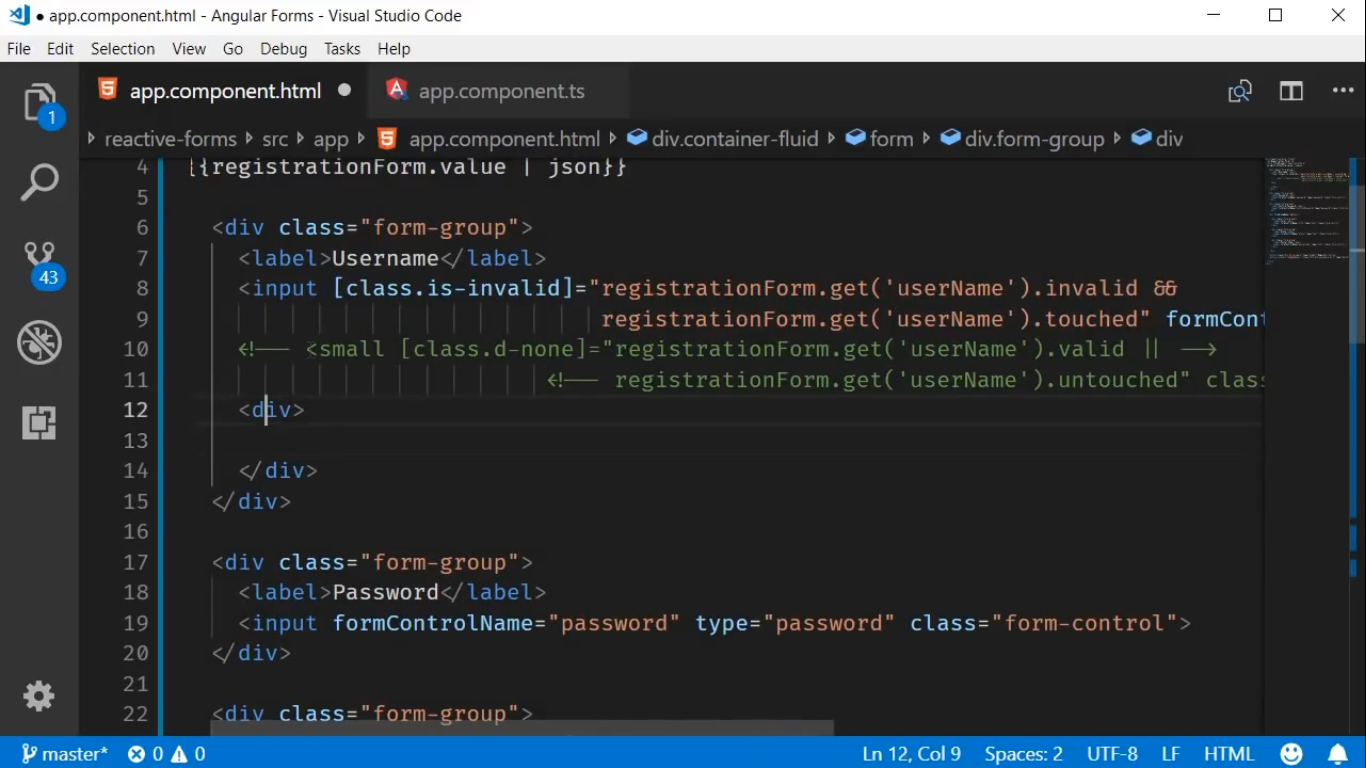 app.component.html - Angular Forms - Visual Studio Code
File Edit Selection View Go Debug Tasks Help
app.component.html app.component.ts
1
reactive-forms src app app.component.html div.container-fluid form div.form-group div
4 {{registrationForm.value | json}}
5
6 <div class="form-group">
7 <label>Username</label>
8 <input [class.is-invalid]="registrationForm.get('userName').invalid &&
9 registrationForm.get('userName').touched" formCont
10 <!-- <small [class.d-none]="registrationForm.get('userName').valid || -->
11 <!-- registrationForm.get('userName').untouched" class
12 <div>
13
14 </div>
15 </div>
16
17 <div class="form-group">
18 <label>Password</label>
19 <input formControlName="password" type="password" class="form-control">
20 </div>
21
22 <div class="form-group">
43
master* 0 0 Ln 12, Col 9 Spaces: 2 UTF-8 LF HTML